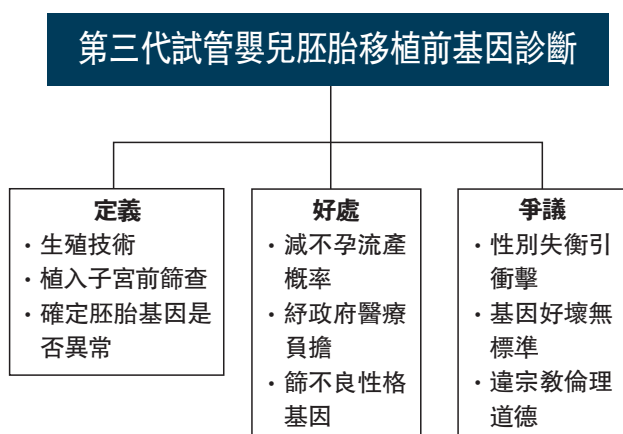 第三代試管嬰兒胚胎移植前基因診斷
定義
・生殖技術
・植入子宮前篩查
・確定胚胎基因是
否異常
好處
・減不孕流產
概率
・紓政府醫療
負擔
・篩不良性格
基因
爭議
・性別失衡引
衝擊
・基因好壞無
標準
・違宗教倫理
道德